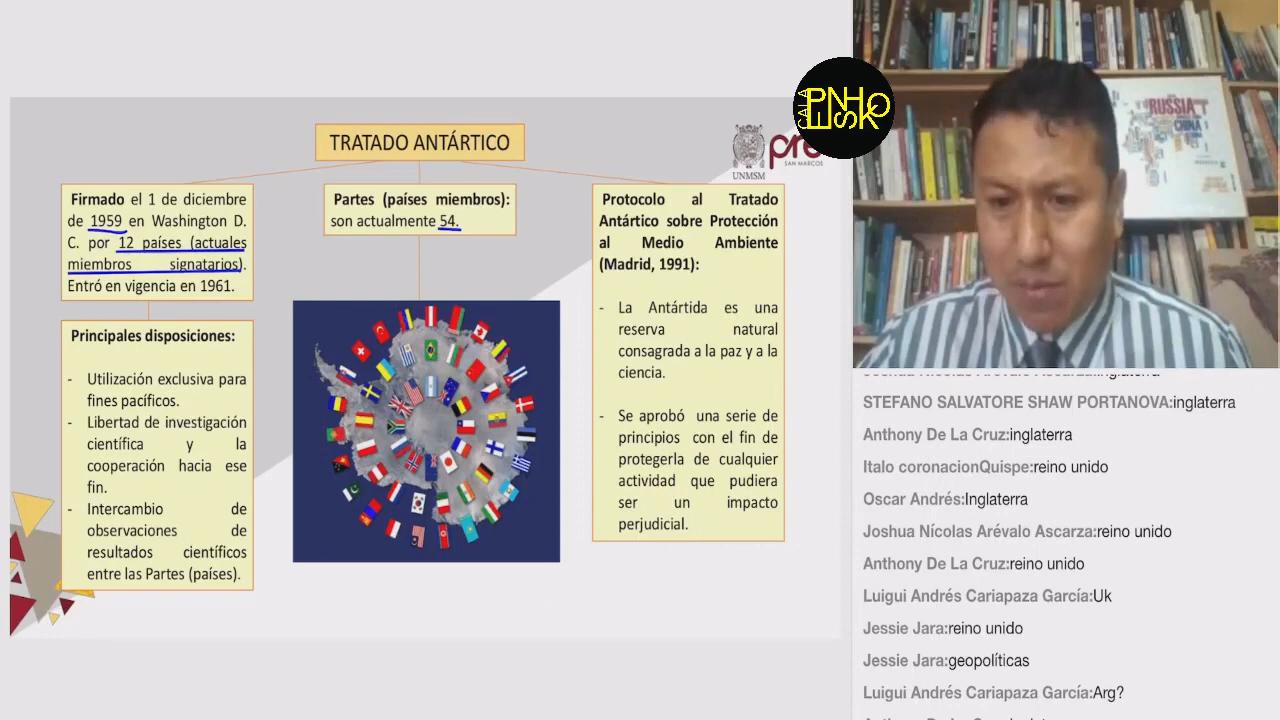 TRATADO ANTÁRTICO
UNMSM
SAN MARCOS
Firmado el 1 de diciembre
de 1959 en Washington D.
C. por 12 países (actuales
miembros signatarios).
Entró en vigencia en 1961.
Principales disposiciones:
- Utilización exclusiva para
fines pacíficos.
- Libertad de investigación
científica y la
cooperación hacia ese
fin.
- Intercambio de
observaciones de
resultados científicos
entre las Partes (países).
Partes (países miembros):
son actualmente 54.
Protocolo al Tratado
Antártico sobre Protección
al Medio Ambiente
(Madrid, 1991):
- La Antártida es una
reserva natural
consagrada a la paz y a la
ciencia.
- Se aprobó una serie de
principios con el fin de
protegerla de cualquier
actividad que pudiera
ser un impacto
perjudicial.
RUSSIA
CHINA
STEFANO SALVATORE SHAW PORTANOVA:inglaterra
Anthony De La Cruz:inglaterra
Italo coronacionQuispe:reino unido
Oscar Andrés:Inglaterra
Joshua Nícolas Arévalo Ascarza:reino unido
Anthony De La Cruz:reino unido
Luigui Andrés Cariapaza García:Uk
Jessie Jara:reino unido
Jessie Jara:geopolíticas
Luigui Andrés Cariapaza García:Arg?